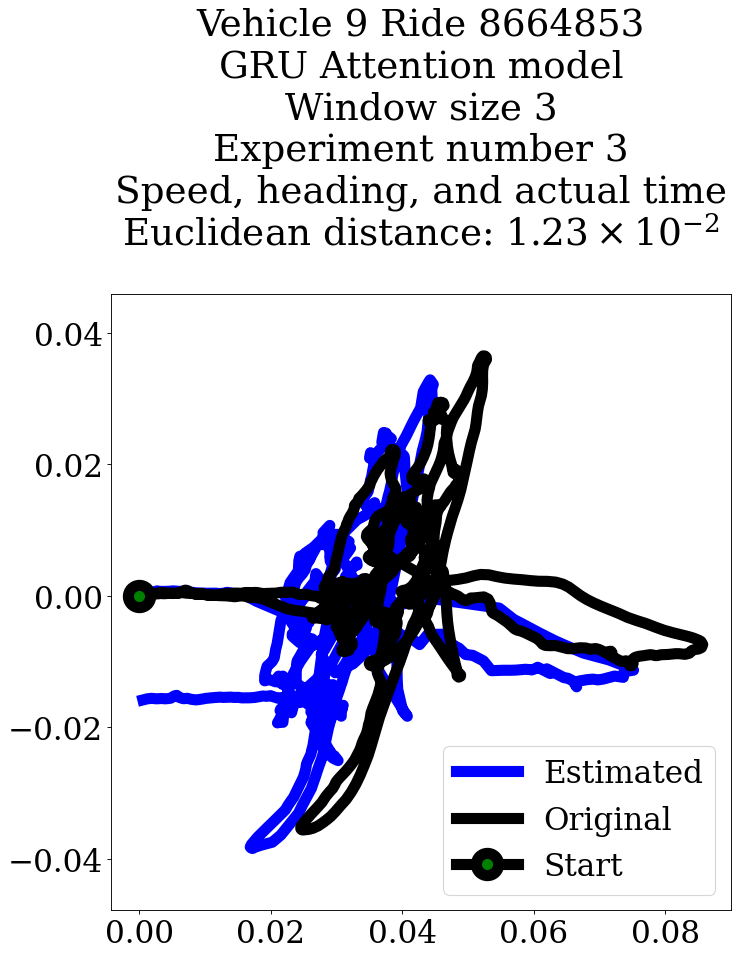 Vehicle 9 Ride 8664853
GRU Attention model
Window size 3
Experiment number 3
Speed, heading, and actual time
Euclidean distance: 1.23 × 10⁻²
0.04
0.02
0.00
−0.02
−0.04
Estimated
Original
Start
0.00 0.02 0.04 0.06 0.08